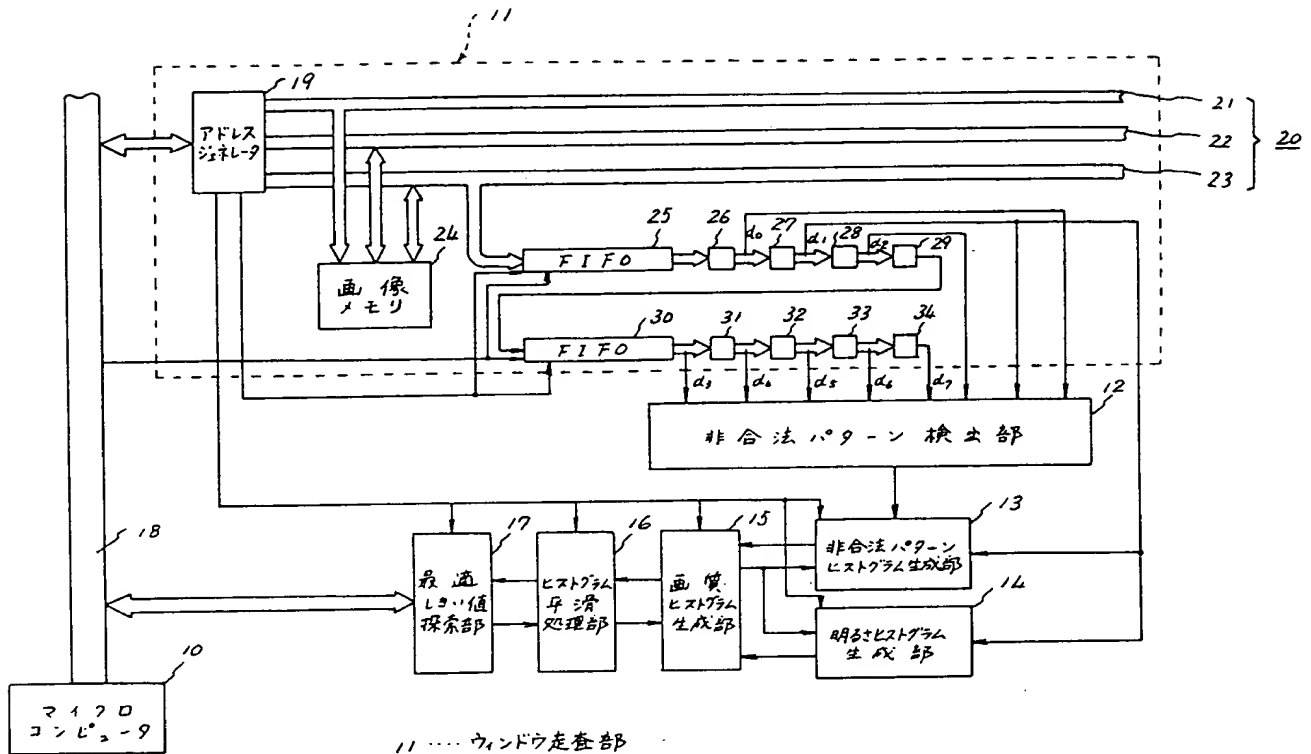 11
19
アドレス
ジェネレータ
21
22
20
23
24
画像
メモリ
25
26
27
28
29
d0
d1
d2
FIFO
30
31
32
33
34
FIFO
d3
d4
d5
d6
d7
12
非合法パターン検出部
18
17
最適
しきい値
探索部
16
ヒストグラム
平滑
処理部
15
画質
ヒストグラム
生成部
13
非合法パターン
ヒストグラム生成部
14
明るさヒストグラム
生成部
10
マイクロ
コンピュータ
11 ‥‥ ウィンドウ走査部